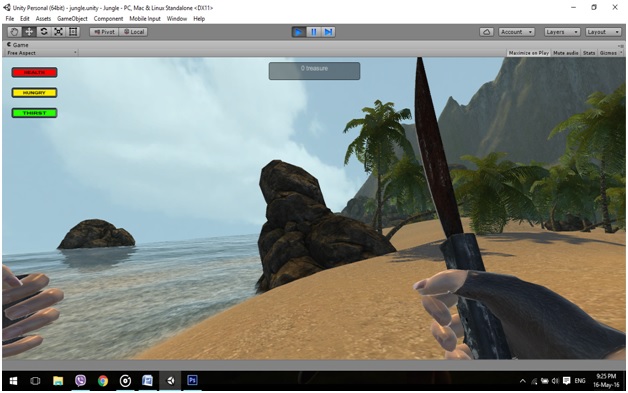 Unity Personal (64bit) - jungle.unity - Jungle - PC, Mac & Linux Standalone <DX11>
File Edit Assets GameObject Component Mobile Input Window Help
Pivot Local Account Layers Layout
Game
Free Aspect Maximize on Play Mute audio Stats Gizmos
0 treasure
HEALTH
HUNGRY
THIRST
ENG
9:25 PM
16-May-16
W
Ps